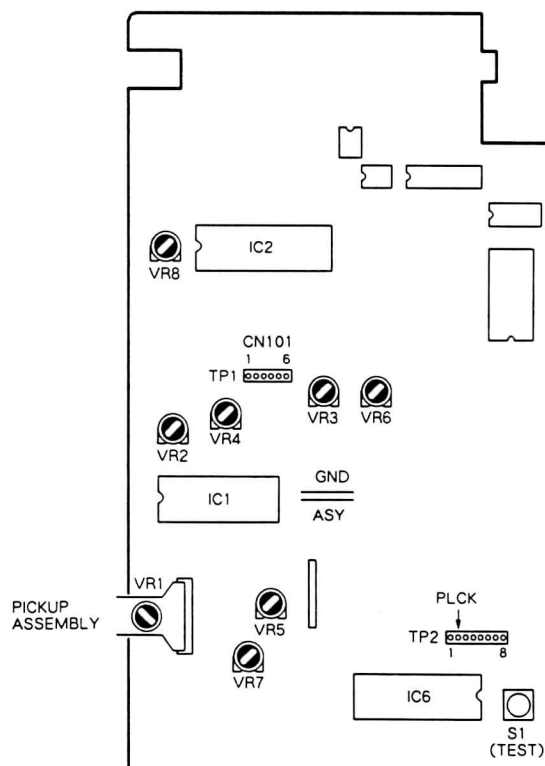 IC2
VR8
CN101
1 6
TP1
VR3
VR6
VR4
VR2
GND
IC1
ASY
VR1
PICKUP
ASSEMBLY
PLCK
VR5
TP2
1 8
VR7
IC6
S1
(TEST)